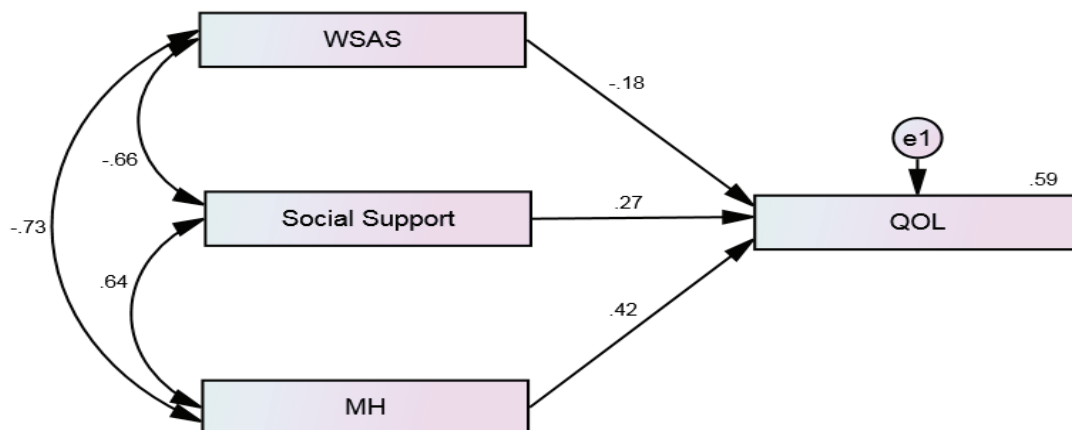 WSAS
-.18
e1
-.66
.59
.27
Social Support
QOL
-.73
.64
.42
MH